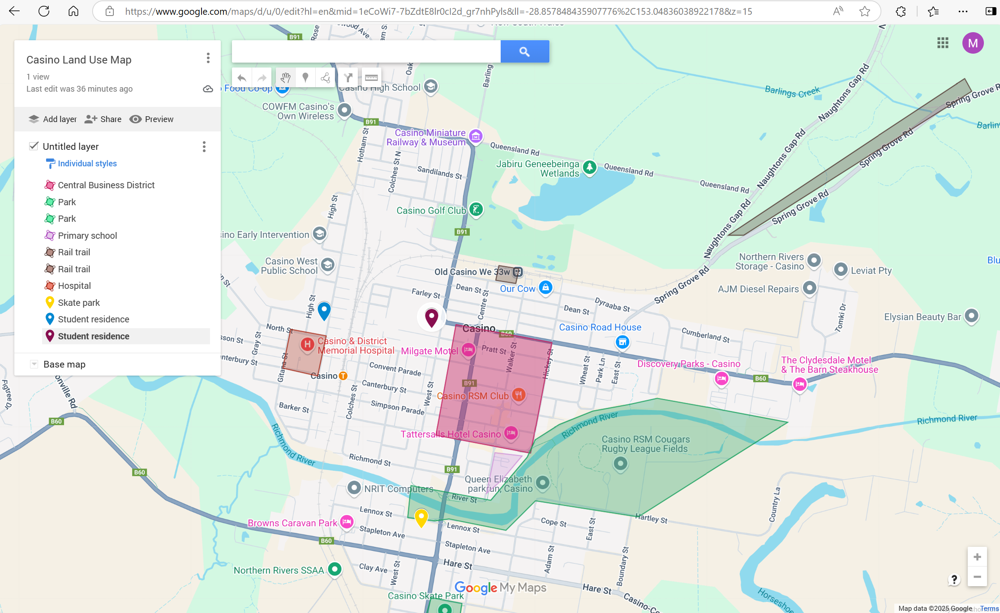 https://www.google.com/maps/d/u/0/edit?hl=en&mid=1eCoWi7-7bZdtE8lr0cI2d_gr7nhPyls&ll=-28.857848435907776%2C153.04836038922178&z=15
Casino Land Use Map
1 view
Last edit was 36 minutes ago
Add layer
Share
Preview
Untitled layer
Individual styles
Central Business District
Park
Park
Primary school
Rail trail
Rail trail
Hospital
Skate park
Student residence
Student residence
Base map
M
B91
Rose
Oak
Barling
Food Co-op
Casino High School
COWFM Casino's
Own Wireless
B91
Hotham St
Colches St N
Casino Miniature
Railway & Museum
Queensland Rd
Sandilands St
Jabiru Geneebeinga
Wetlands
Queensland Rd
Queensland Rd
Barlings Creek
Naughtons Gap Rd
Naughtons Gap Rd
Naughtons Gap Rd
Naughtons Gap Rd
Spring Grove R
Spring Grove Rd
Spring Grove Rd
Spring Grove Rd
Barlin
High St
Casino Golf Club
B91
ino Early Intervention
Casino West
Public School
Old Casino We 33w
Dean St
Our Cow
Farley St
Centre St
Dean St
Dyraaba St
Northern Rivers
Storage - Casino
Leviat Pty
AJM Diesel Repairs
Blu
Elysian Beauty Bar
Tomki Dr
High St
North St
sson St
Gray St
nterbury St
Gitana St
Casino & District
Memorial Hospital
Casino
T
Casino
B60
Milgate Motel
Pratt St
Walker St
Hickey St
Casino Road House
Cumberland St
Wheat St
Park Ln
East St
Discovery Parks - Casino
The Clydesdale Motel
& The Barn Steakhouse
B60
Convent Parade
Canterbury St
Colches St
West St
Simpson Parade
Barker St
B91
Casino RSM Club
Tattersalls Hotel Casino
Figtree Dr
onville Rd
B60
B60
Richmond River
Richmond River
Richmond River
Casino RSM Cougars
Rugby League Fields
Richmond St
B91
Queen Elizabeth
parkrun, Casino
NRIT Computers
River St
Lennox St
Browns Caravan Park
Stapleton Ave
B60
Lennox St
Stapleton Ave
Cope St
East St
Hartley St
Country La
Hare St
Adam St
Boundary St
Northern Rivers SSAA
Clay Ave
West St
Google My Maps
Hare St
Casino-Co
Horseshoe
Casino Skate Park
Map data ©2025 Google
Terms